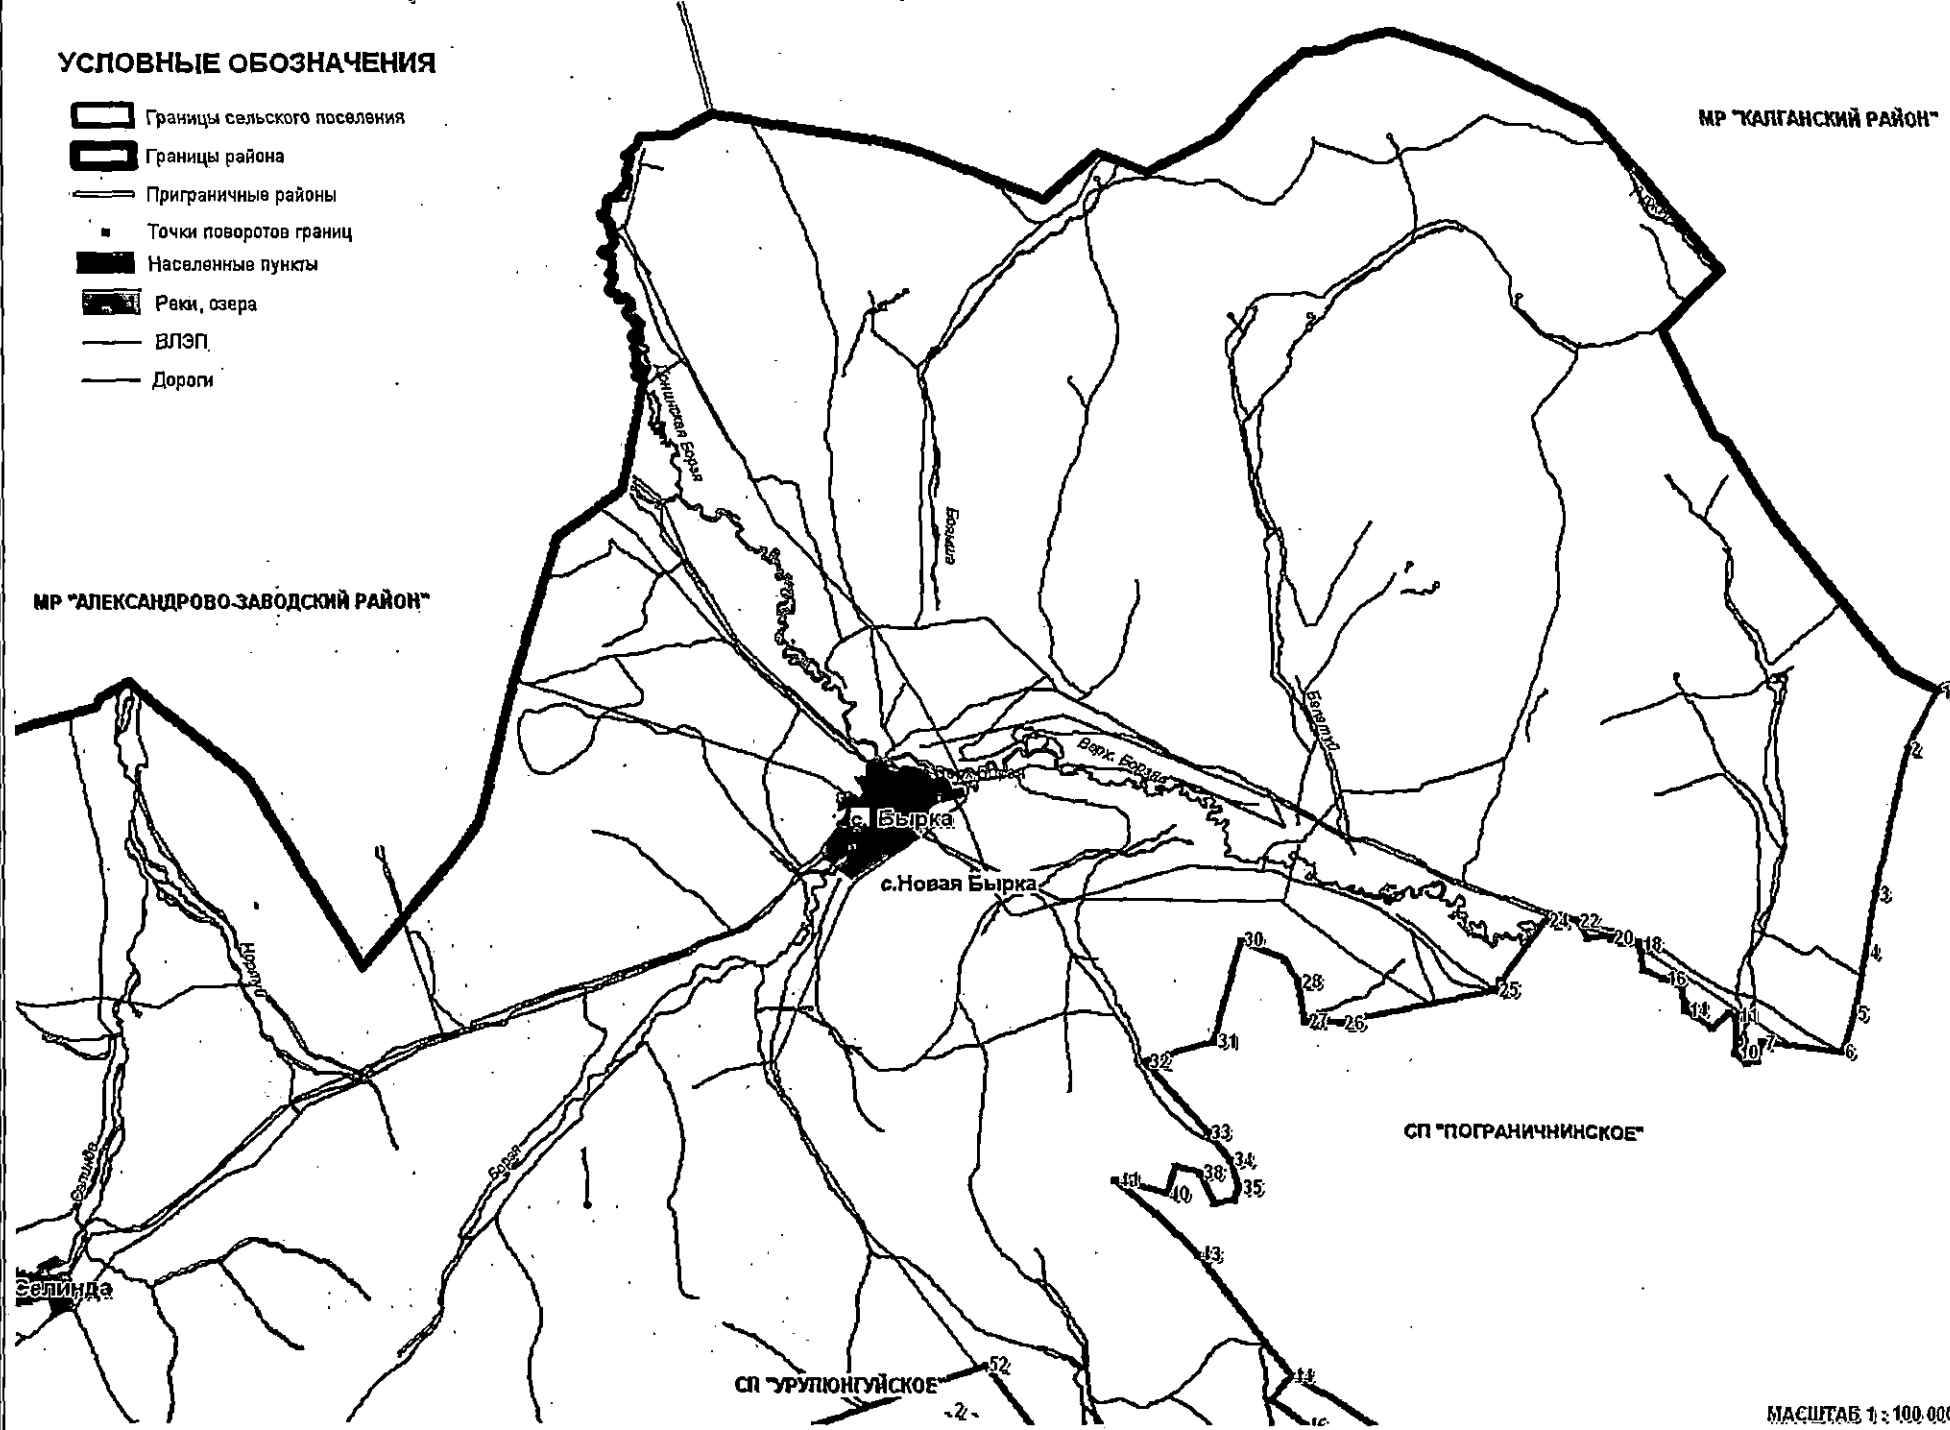 УСЛОВНЫЕ ОБОЗНАЧЕНИЯ
Границы сельского поселения
Границы района
Приграничные районы
Точки поворотов границ
Населенные пункты
Реки, озера
ВЛЭП
Дороги
МР "КАЛГАНСКИЙ РАЙОН"
Борзя
МР "АЛЕКСАНДРОВО-ЗАВОДСКИЙ РАЙОН"
2
Верх. Борзя
с. Бырка
с.Новая Бырка
3
24
22
20
18
30
4
16
28
25
14
11
5
27
26
31
10
7
6
32
33
СП "ПОГРАНИЧНИНСКОЕ"
34
38
35
41
40
Борзя
43
Селинда
52
44
СП "УРУЛЮНГУЙСКОЕ"
-2-
МАСШТАБ 1 : 100 000